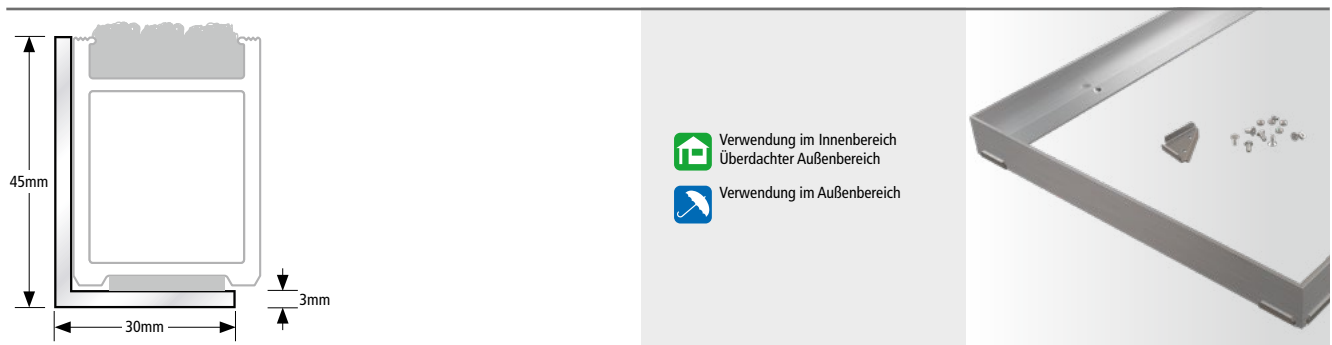 45mm
3mm
30mm
Verwendung im Innenbereich
Überdachter Außenbereich
Verwendung im Außenbereich